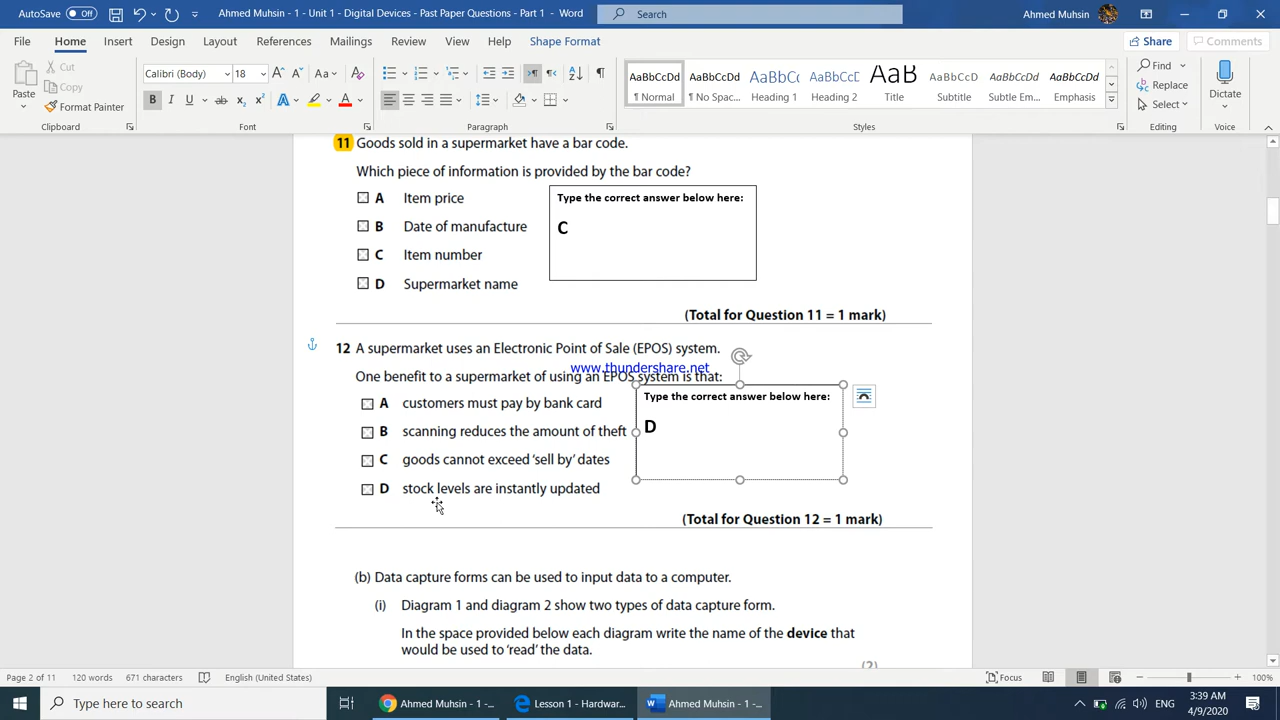 AutoSave Off Ahmed Muhsin - 1 - Unit 1 - Digital Devices - Past Paper Questions - Part 1 - Word Search Ahmed Muhsin
File Home Insert Design Layout References Mailings Review View Help Shape Format Share Comments
Cut Calibri (Body) 18 AaBbCcDd AaBbCcDd AaBbCc AaBbCcD AaB AaBbCcD AaBbCcDd AaBbCcDd Find
Copy Replace
Paste Format Painter ¶ Normal ¶ No Spac... Heading 1 Heading 2 Title Subtitle Subtle Em... Emphasis Select Dictate
Clipboard Font Paragraph Styles Editing Voice
11 Goods sold in a supermarket have a bar code.
Which piece of information is provided by the bar code?
A Item price
B Date of manufacture
C Item number
D Supermarket name
Type the correct answer below here:
C
(Total for Question 11 = 1 mark)
12 A supermarket uses an Electronic Point of Sale (EPOS) system.
www.thundershare.net
One benefit to a supermarket of using an EPOS system is that:
A customers must pay by bank card
B scanning reduces the amount of theft
C goods cannot exceed ‘sell by’ dates
D stock levels are instantly updated
Type the correct answer below here:
D
(Total for Question 12 = 1 mark)
(b) Data capture forms can be used to input data to a computer.
(i) Diagram 1 and diagram 2 show two types of data capture form.
In the space provided below each diagram write the name of the device that
would be used to ‘read’ the data.
(2)
Page 2 of 11 120 words 671 characters English (United States) Focus 100%
Type here to search Ahmed Muhsin - 1 -... Lesson 1 - Hardwar... Ahmed Muhsin - 1 -... ENG 3:39 AM
4/9/2020